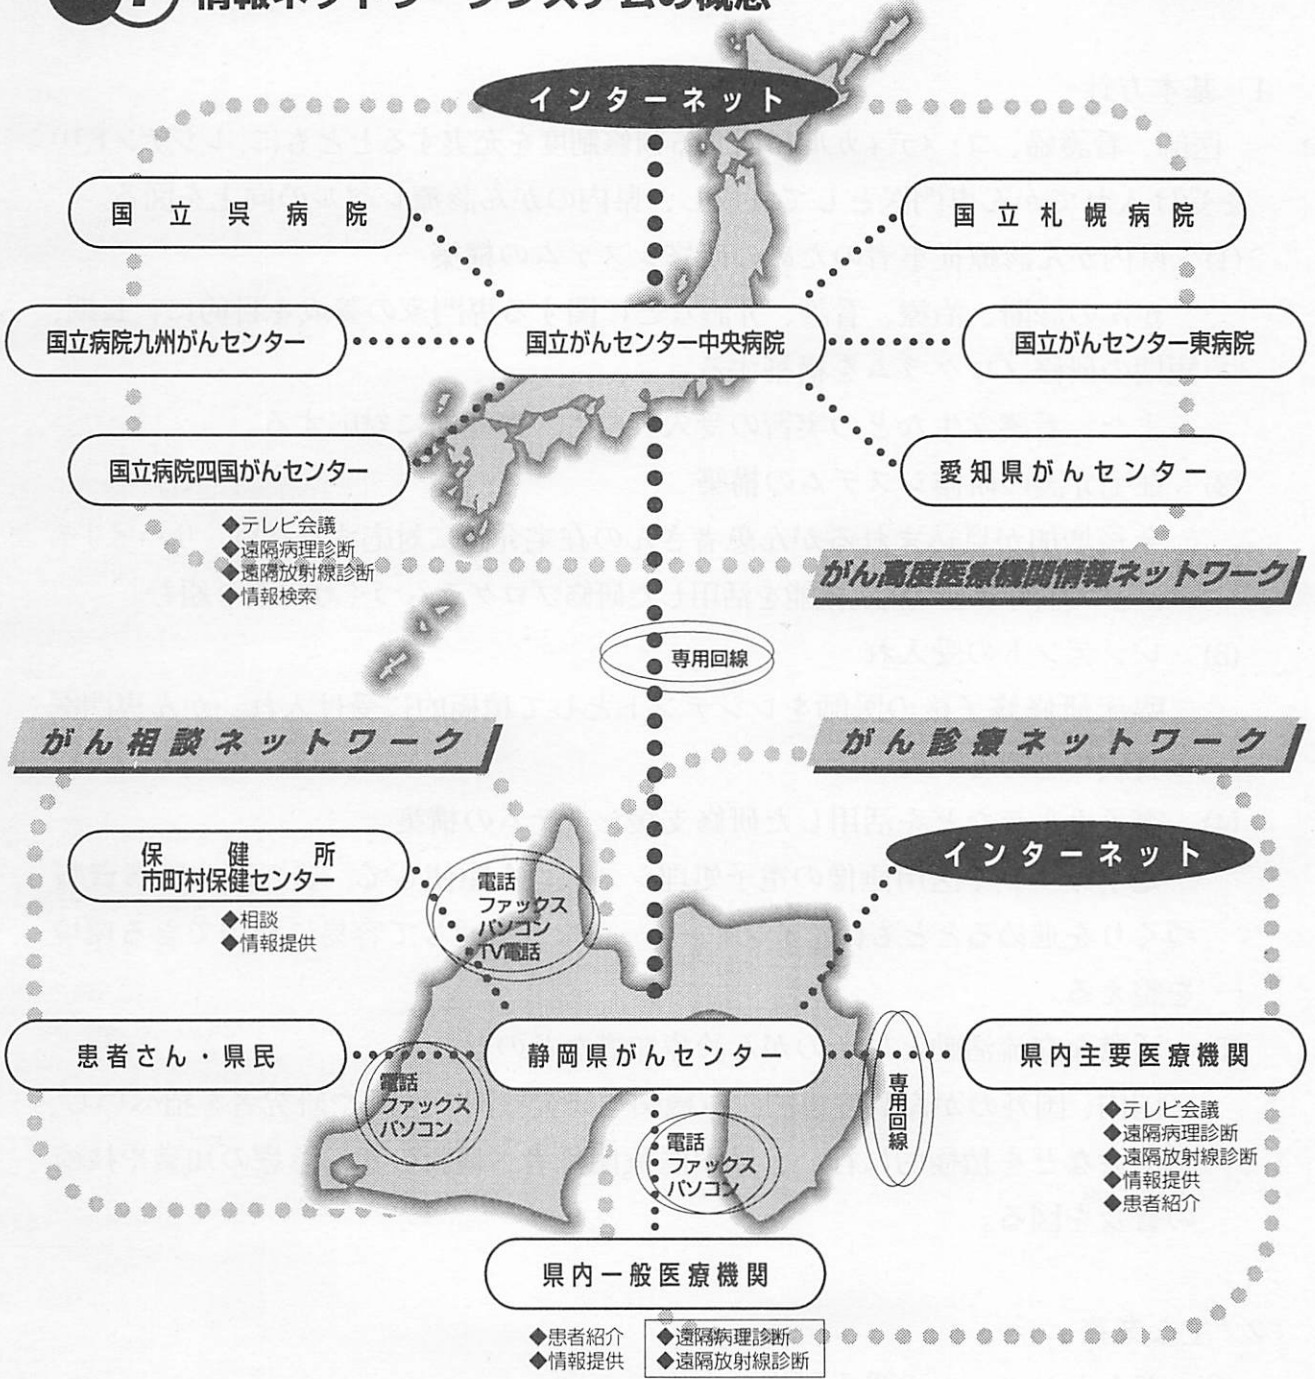 情報ネットワークシステムの概念
インターネット
国立呉病院
国立札幌病院
国立病院九州がんセンター
国立がんセンター中央病院
国立がんセンター東病院
国立病院四国がんセンター
愛知県がんセンター
◆テレビ会議
◆遠隔病理診断
◆遠隔放射線診断
◆情報検索
がん高度医療機関情報ネットワーク
専用回線
がん相談ネットワーク
がん診療ネットワーク
保健所
市町村保健センター
◆相談
◆情報提供
電話
ファックス
パソコン
TV電話
インターネット
患者さん・県民
静岡県がんセンター
県内主要医療機関
電話
ファックス
パソコン
専用回線
◆テレビ会議
◆遠隔病理診断
◆遠隔放射線診断
◆情報提供
◆患者紹介
電話
ファックス
パソコン
県内一般医療機関
◆患者紹介
◆情報提供
◆遠隔病理診断
◆遠隔放射線診断